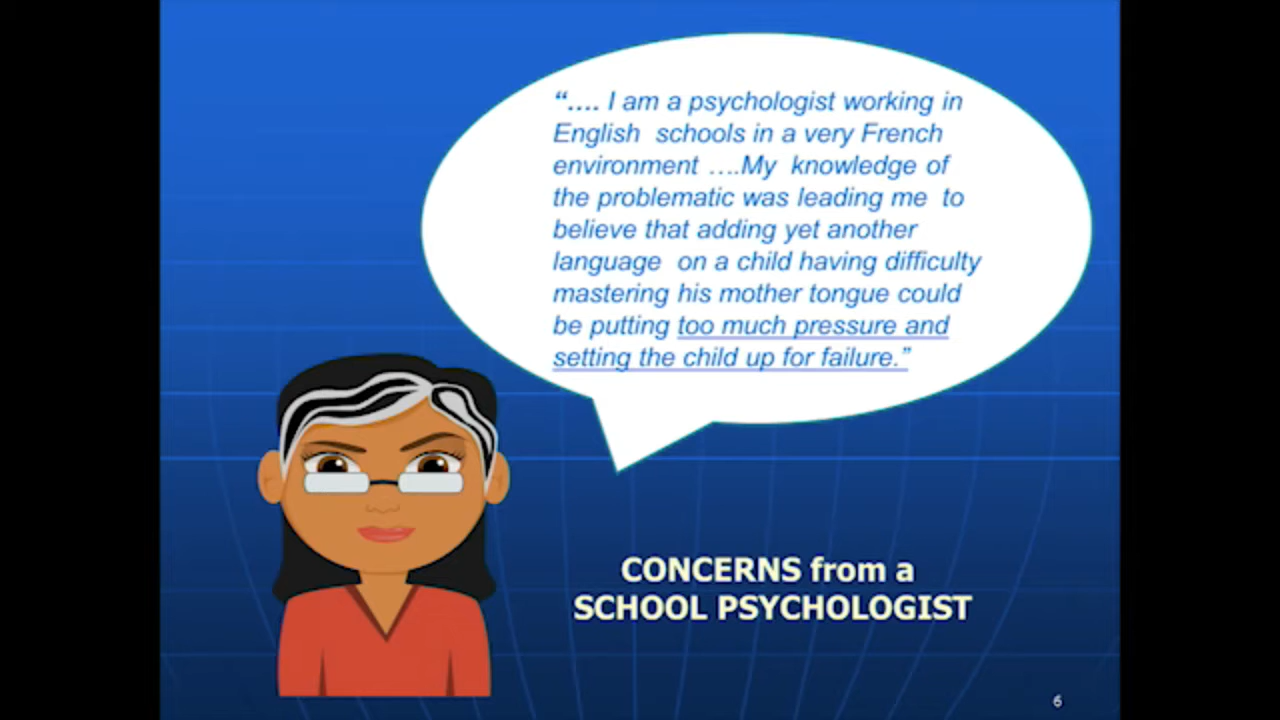 “.... I am a psychologist working in
English schools in a very French
environment ....My knowledge of
the problematic was leading me to
believe that adding yet another
language on a child having difficulty
mastering his mother tongue could
be putting too much pressure and
setting the child up for failure.”
CONCERNS from a
SCHOOL PSYCHOLOGIST
6